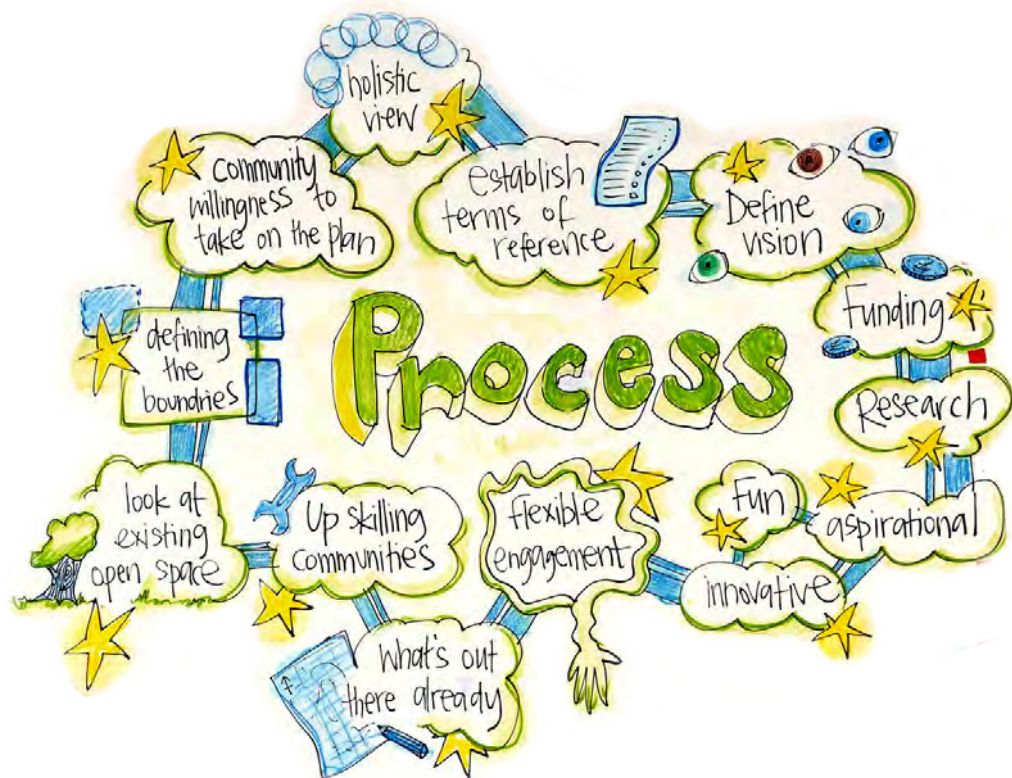 holistic
view
Community
willingness to
take on the plan
establish
terms of
reference
Define
vision
Funding
Process
defining
the
boundries
Research
look at
existing
open space
Up skilling
communities
flexible
engagement
Fun
aspirational
innovative
What's out
there already